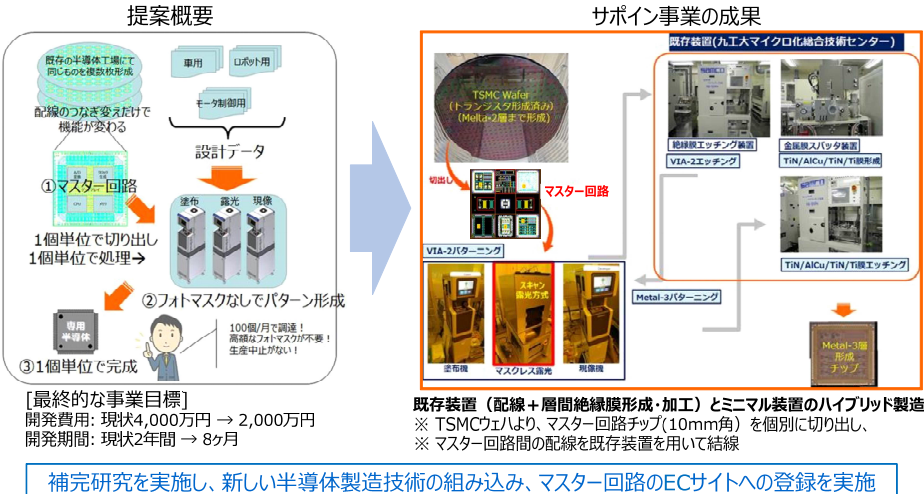 提案概要
既存の半導体工場にて
同じものを複数枚形成
配線のつなぎ変えだけで
機能が変わる
車用
ロボット用
モータ制御用
設計データ
①マスター回路
塗布 露光 現像
1個単位で切り出し
1個単位で処理→
②フォトマスクなしでパターン形成
専用
半導体
③1個単位で完成
100個/月で調達！
高額なフォトマスクが不要！
生産中止がない！
[最終的な事業目標]
開発費用: 現状4,000万円 → 2,000万円
開発期間: 現状2年間 → 8ヶ月
サポイン事業の成果
TSMC Wafer
(トランジスタ形成済み)
(Melta-2層まで形成)
切出し
マスター回路
VIA-2パターニング
スキャン
露光方式
塗布機
マスクレス露光
現像機
既存装置(九工大マイクロ化総合技術センター)
絶縁膜エッチング装置
VIA-2エッチング
金属膜スパッタ装置
TiN/AlCu/TiN/Ti膜形成
TiN/AlCu/TiN/Ti膜エッチング
Metal-3パターニング
Metal-3層
形成
チップ
既存装置（配線＋層間絶縁膜形成･加工）とミニマル装置のハイブリッド製造
※ TSMCウェハより、マスター回路チップ(10mm角）を個別に切り出し、
※ マスター回路間の配線を既存装置を用いて結線
補完研究を実施し、新しい半導体製造技術の組み込み、マスター回路のECサイトへの登録を実施